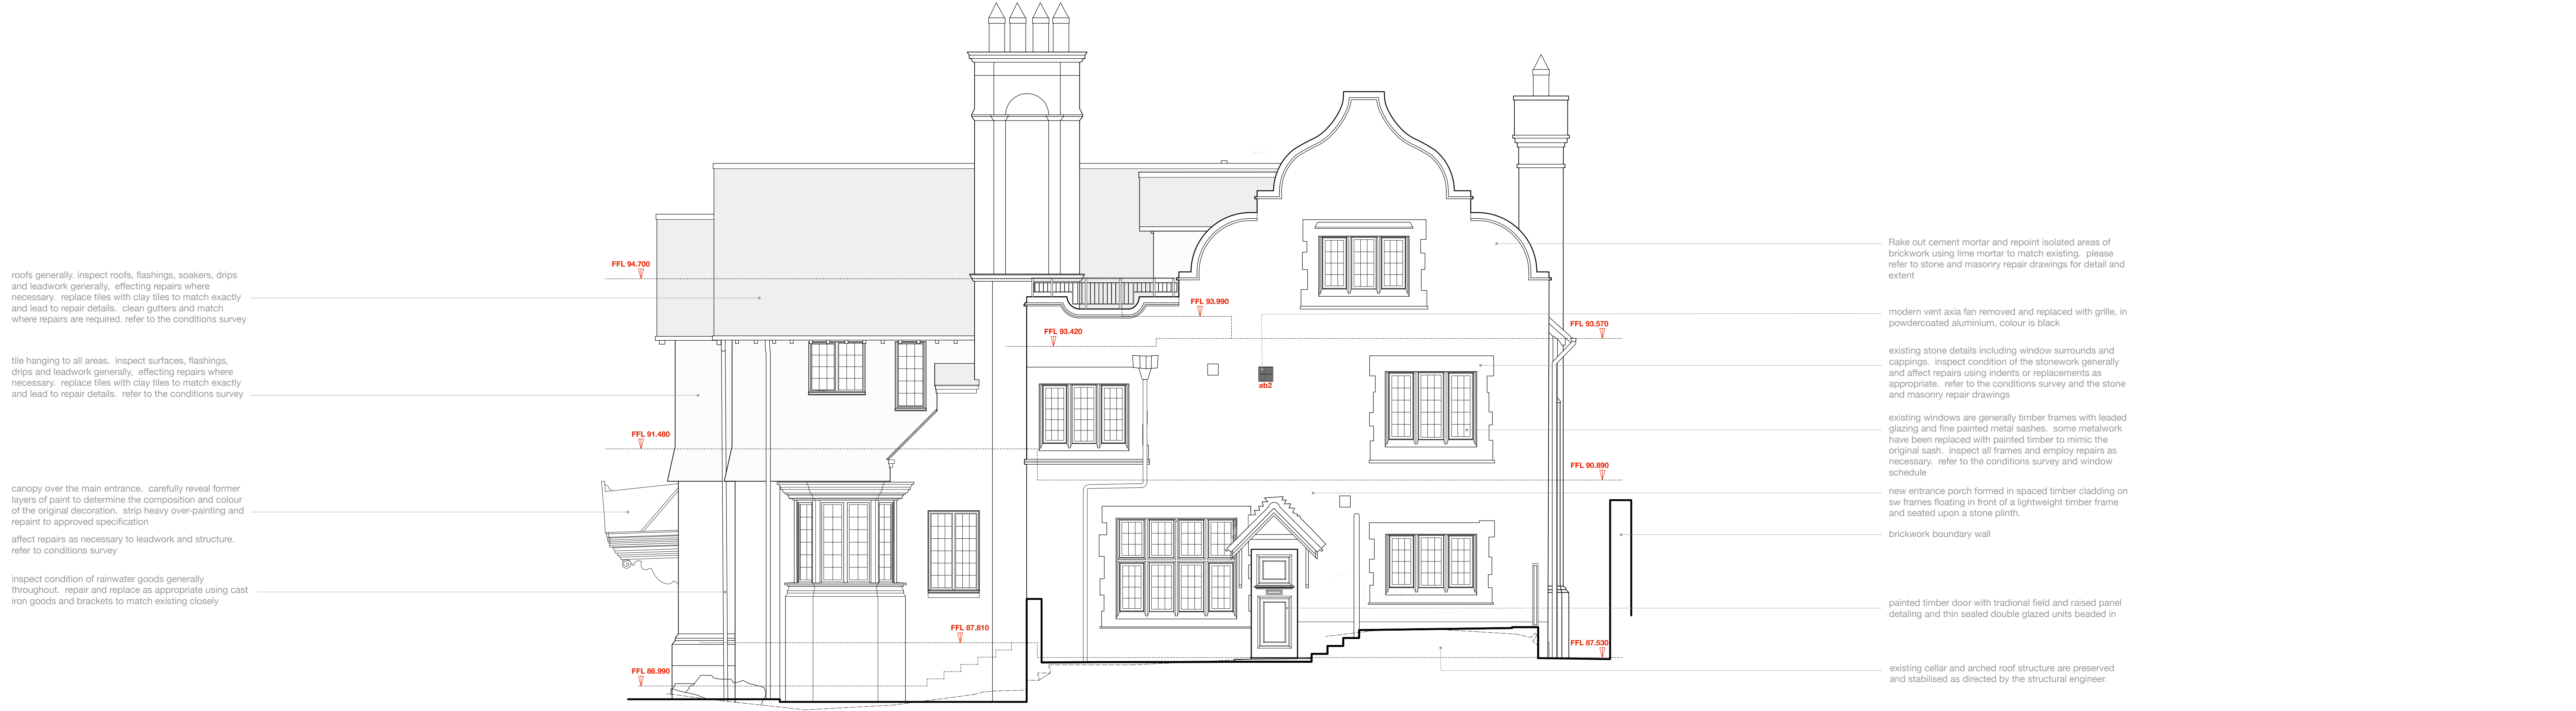 roofs generally. inspect roofs, flashings, soakers, drips
and leadwork generally,  effecting repairs where
necessary.  replace tiles with clay tiles to match exactly
and lead to repair details.  clean gutters and match
where repairs are required. refer to the conditions survey
tile hanging to all areas.  inspect surfaces, flashings,
drips and leadwork generally,  effecting repairs where
necessary.  replace tiles with clay tiles to match exactly
and lead to repair details.  refer to the conditions survey
canopy over the main entrance.  carefully reveal former
layers of paint to determine the composition and colour
of the original decoration.  strip heavy over-painting and
repaint to approved specification
affect repairs as necessary to leadwork and structure.
refer to conditions survey
inspect condition of rainwater goods generally
throughout.  repair and replace as appropriate using cast
iron goods and brackets to match existing closely
FFL 94.700
FFL 91.480
FFL 86.990
FFL 87.810
FFL 93.420
FFL 93.990
ab2
FFL 93.570
FFL 90.890
FFL 87.530
Rake out cement mortar and repoint isolated areas of
brickwork using lime mortar to match existing.  please
refer to stone and masonry repair drawings for detail and
extent
modern vent axia fan removed and replaced with grille, in
powdercoated aluminium, colour is black
existing stone details including window surrounds and
cappings.  inspect condition of the stonework generally
and affect repairs using indents or replacements as
appropriate.  refer to the conditions survey and the stone
and masonry repair drawings
existing windows are generally timber frames with leaded
glazing and fine painted metal sashes.  some metalwork
have been replaced with painted timber to mimic the
original sash.  inspect all frames and employ repairs as
necessary.  refer to the conditions survey and window
schedule
new entrance porch formed in spaced timber cladding on
sw frames floating in front of a lightweight timber frame
and seated upon a stone plinth.
brickwork boundary wall
painted timber door with tradional field and raised panel
detaling and thin sealed double glazed units beaded in
existing cellar and arched roof structure are preserved
and stabilised as directed by the structural engineer.